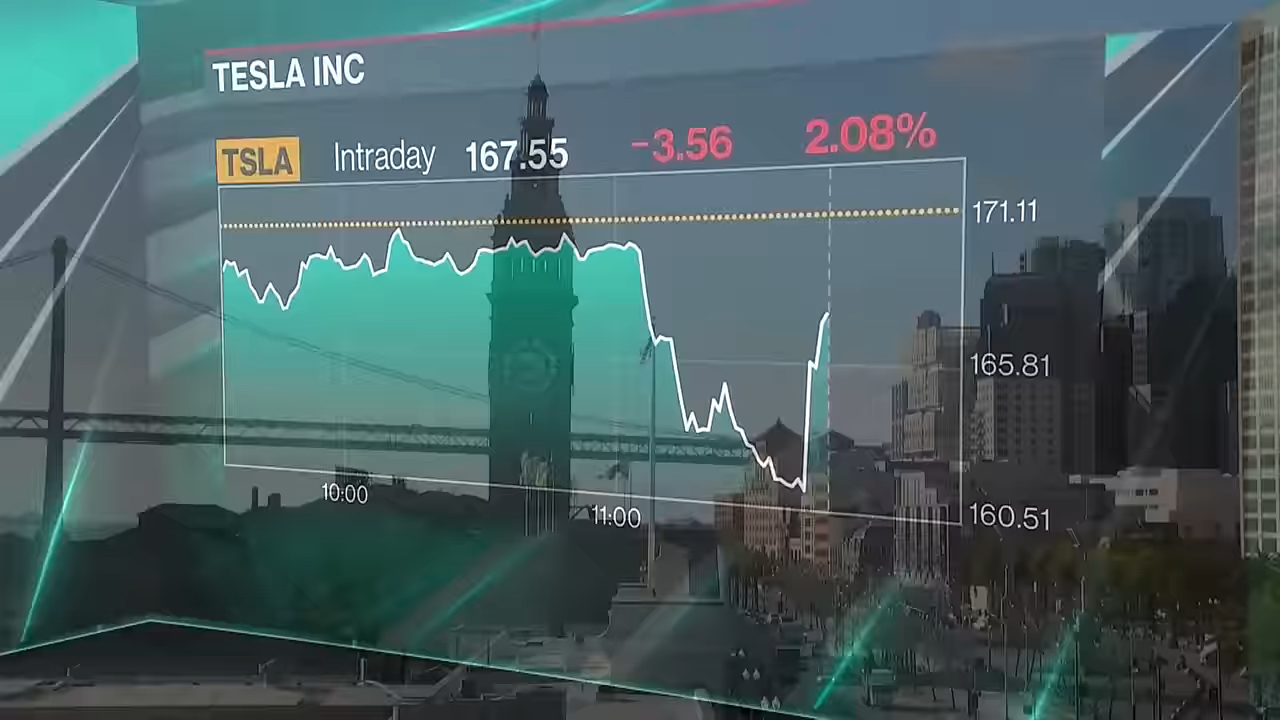 TESLA INC
TSLA Intraday 167.55 -3.56 2.08%
171.11
165.81
160.51
10:00 11:00